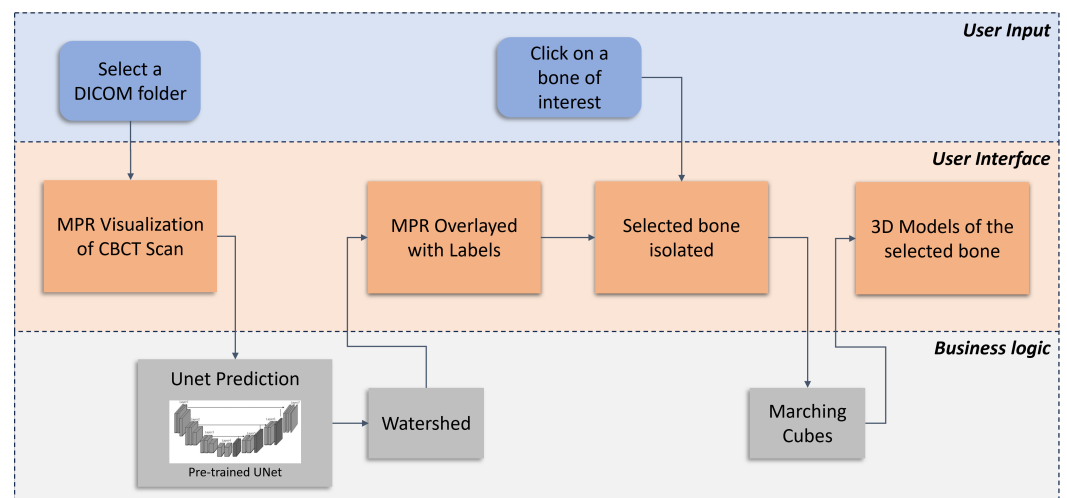 User Input
Select a
DICOM folder
Click on a
bone of
interest
User Interface
MPR Visualization
of CBCT Scan
MPR Overlayed
with Labels
Selected bone
isolated
3D Models of the
selected bone
Business logic
Unet Prediction
Pre-trained UNet
Watershed
Marching
Cubes